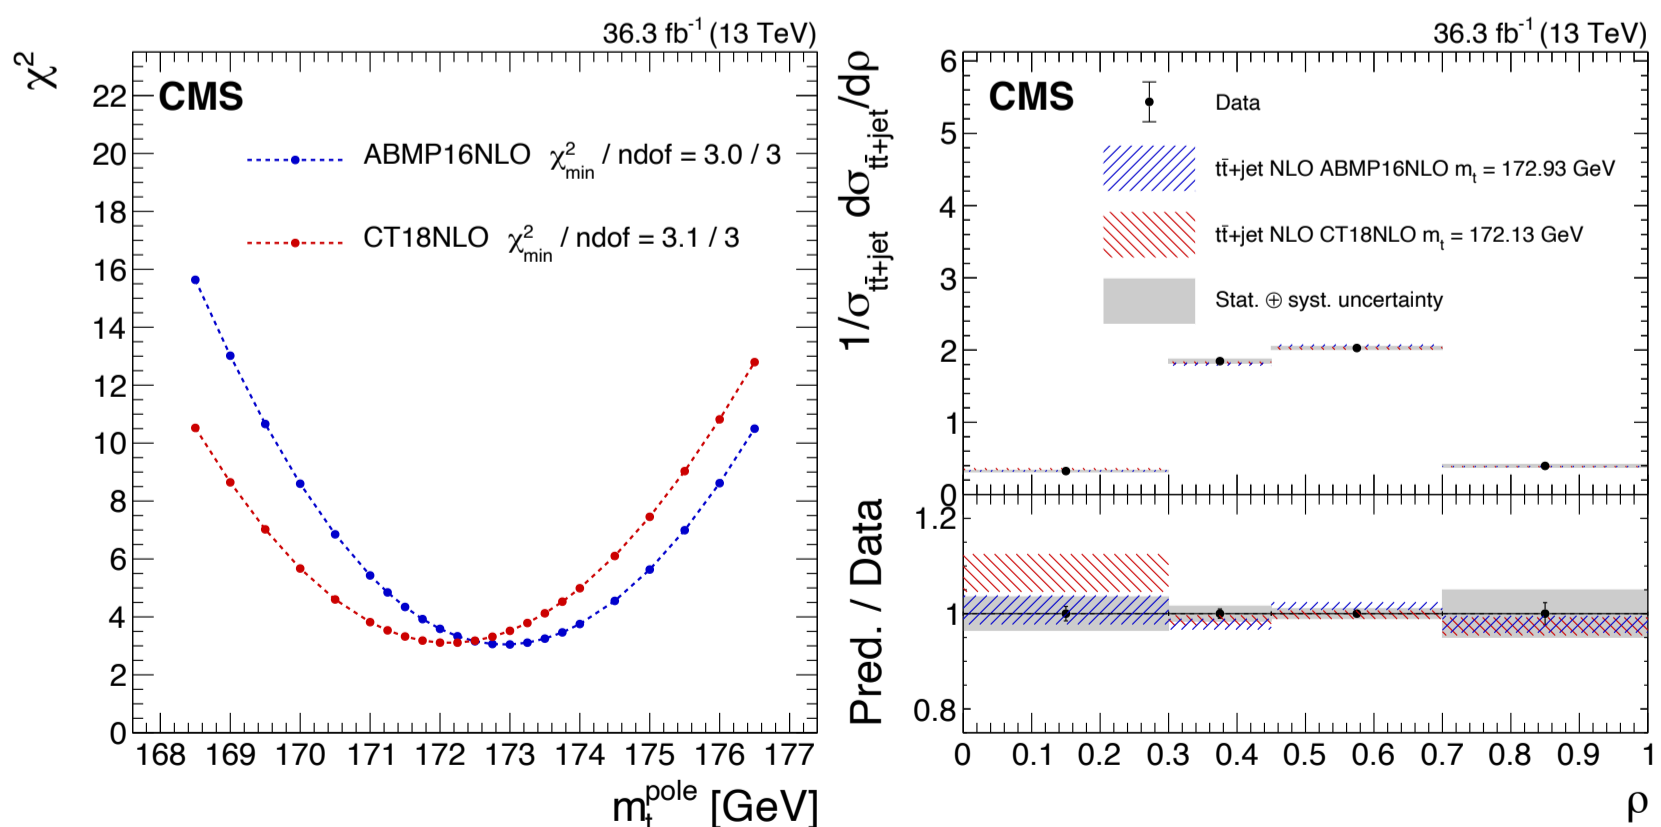 36.3 fb⁻¹ (13 TeV)
χ²
CMS
ABMP16NLO χ²min / ndof = 3.0 / 3
CT18NLO χ²min / ndof = 3.1 / 3
22
20
18
16
14
12
10
8
6
4
2
0
168 169 170 171 172 173 174 175 176 177
mₜᵖᵒˡᵉ [GeV]
36.3 fb⁻¹ (13 TeV)
1/σtt̄+jet dσtt̄+jet/dρ
CMS
Data
tt̄+jet NLO ABMP16NLO mₜ = 172.93 GeV
tt̄+jet NLO CT18NLO mₜ = 172.13 GeV
Stat. ⊕ syst. uncertainty
6
5
4
3
2
1
0
Pred. / Data
1.2
1
0.8
0 0.1 0.2 0.3 0.4 0.5 0.6 0.7 0.8 0.9 1
ρ